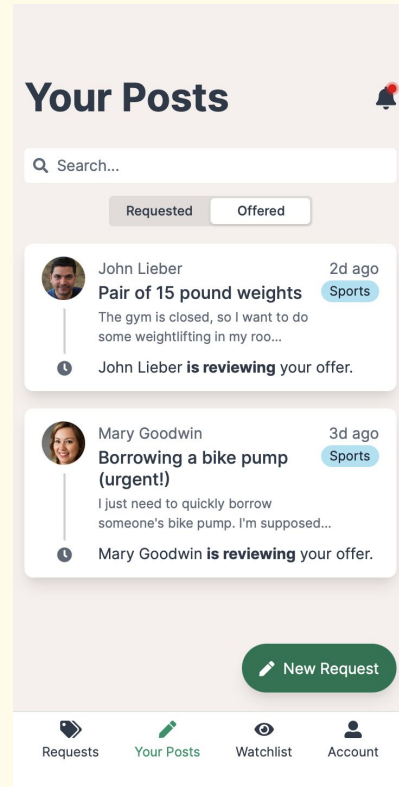 Your Posts
Search...
Requested Offered
John Lieber 2d ago
Pair of 15 pound weights Sports
The gym is closed, so I want to do
some weightlifting in my roo...
John Lieber is reviewing your offer.
Mary Goodwin 3d ago
Borrowing a bike pump Sports
(urgent!)
I just need to quickly borrow
someone's bike pump. I'm supposed...
Mary Goodwin is reviewing your offer.
New Request
Requests Your Posts Watchlist Account